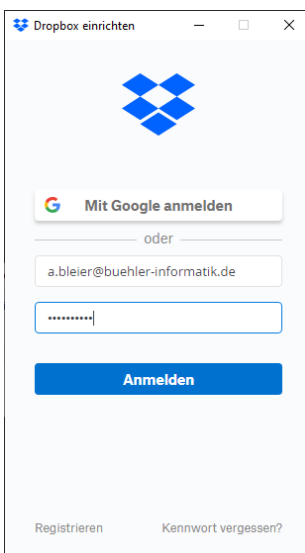 Dropbox einrichten
Mit Google anmelden
oder
a.bleier@buehler-informatik.de
••••••••••
Anmelden
Registrieren Kennwort vergessen?